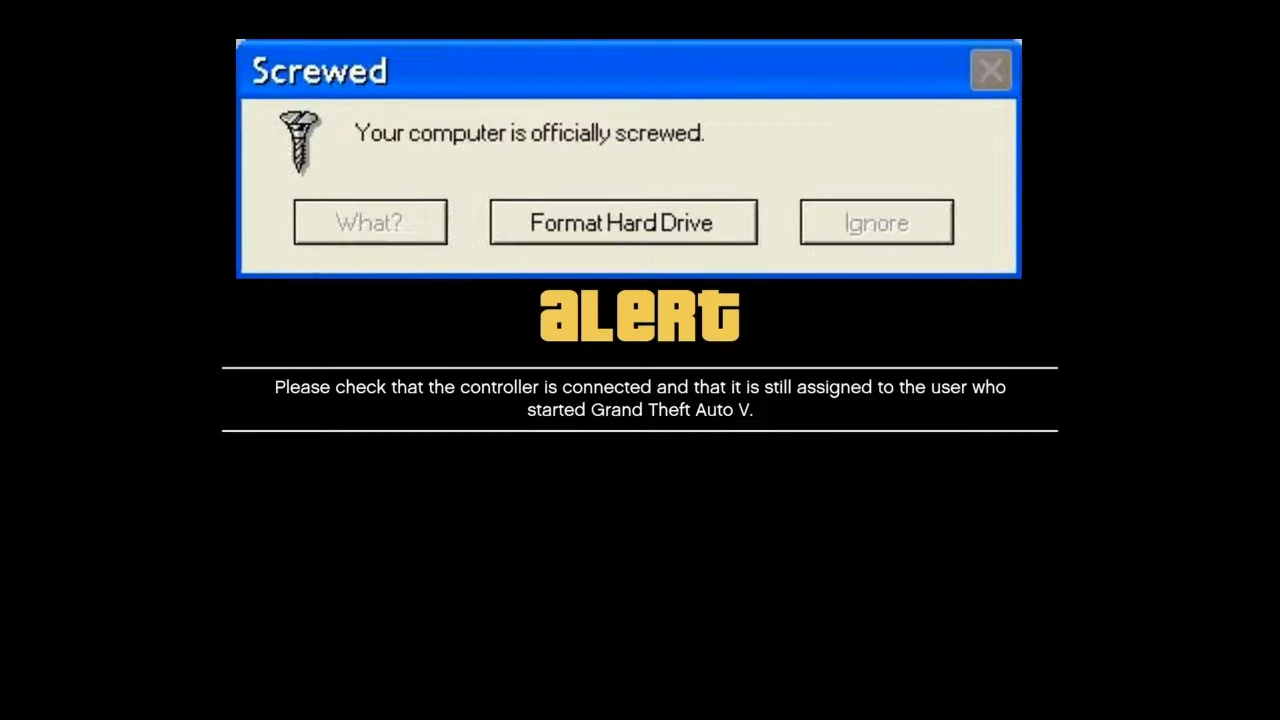 Screwed
Your computer is officially screwed.
What? Format Hard Drive Ignore
alert
Please check that the controller is connected and that it is still assigned to the user who
started Grand Theft Auto V.